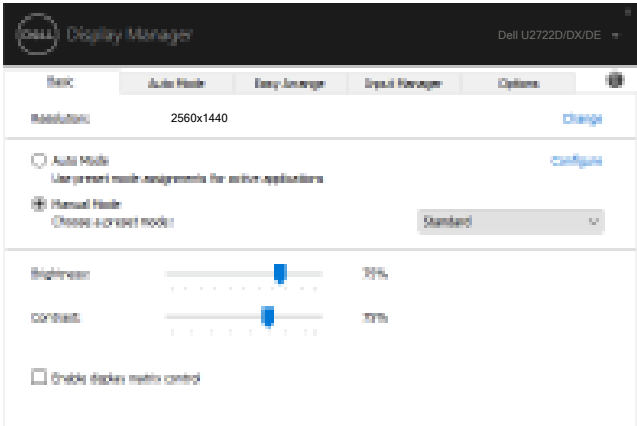 DELL Display Manager
Dell U2722D/DX/DE
Basic Auto Mode Easy Arrange Input Manager Options
Resolution: 2560x1440 Change
Auto Mode Configure
Use preset mode assignments for active applications
Manual Mode
Choose a preset mode: Standard
Brightness: 75%
Contrast: 75%
Enable display matrix control